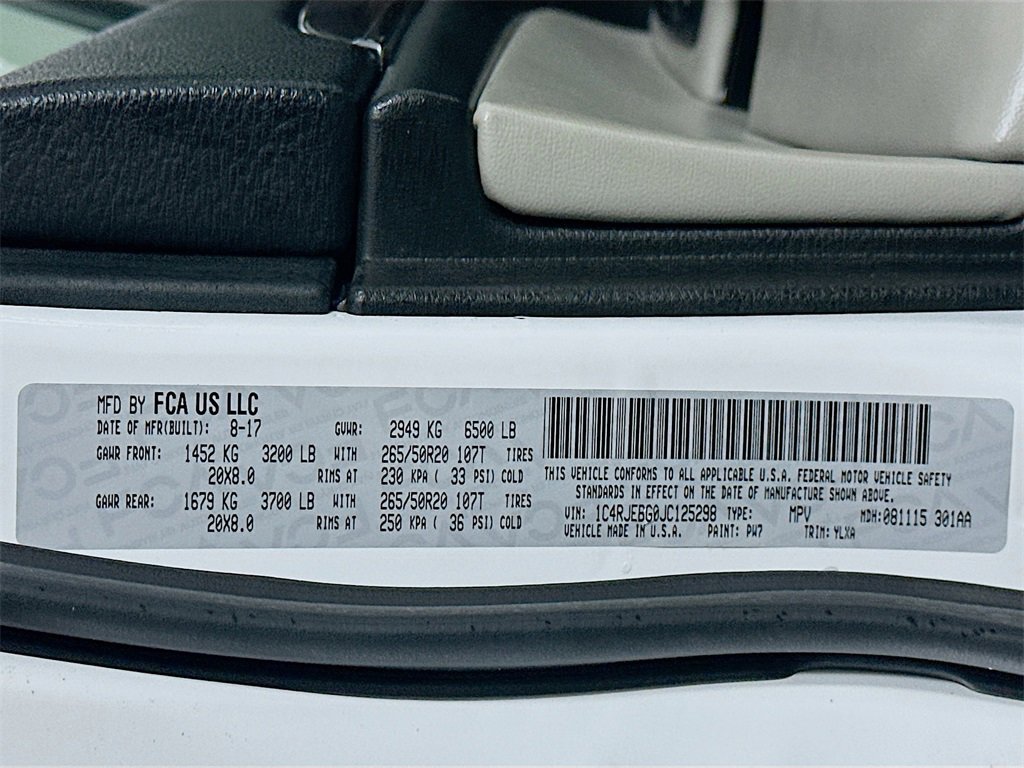 MFD BY FCA US LLC
DATE OF MFR(BUILT): 8-17 GVWR: 2949 KG 6500 LB
GAWR FRONT: 1452 KG 3200 LB WITH 265/50R20 107T TIRES
20X8.0 RIMS AT 230 KPA ( 33 PSI) COLD
GAWR REAR: 1679 KG 3700 LB WITH 265/50R20 107T TIRES
20X8.0 RIMS AT 250 KPA ( 36 PSI) COLD
THIS VEHICLE CONFORMS TO ALL APPLICABLE U.S.A. FEDERAL MOTOR VEHICLE SAFETY
STANDARDS IN EFFECT ON THE DATE OF MANUFACTURE SHOWN ABOVE.
VIN: 1C4RJEBG0JC125298 TYPE: MPV MDH:081115 301AA
VEHICLE MADE IN U.S.A. PAINT: PW7 TRIM: YLXA